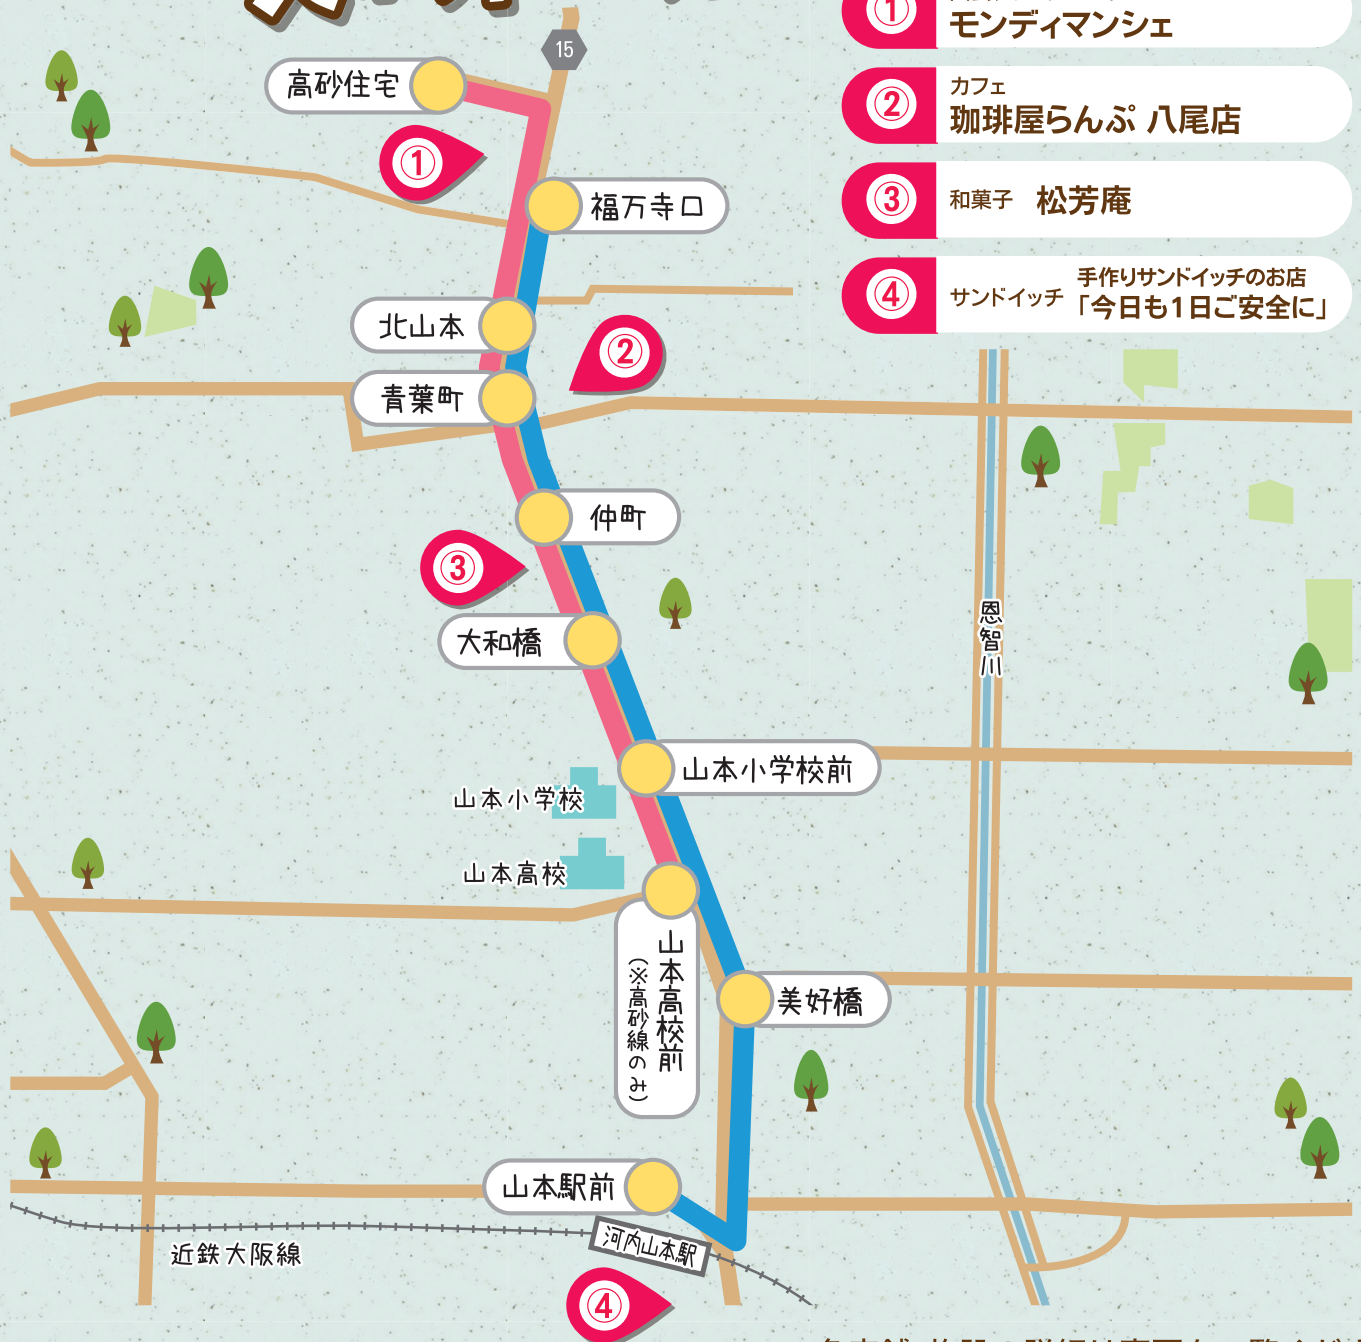 ①
モンディマンシェ
②
カフェ
珈琲屋らんぷ 八尾店
③
和菓子 松芳庵
④
サンドイッチ
手作りサンドイッチのお店
「今日も1日ご安全に」
15
高砂住宅
①
福万寺口
北山本
②
青葉町
仲町
③
恩智川
大和橋
山本小学校前
山本小学校
山本高校
山本高校前
(※高砂線のみ)
美好橋
山本駅前
河内山本駅
近鉄大阪線
④